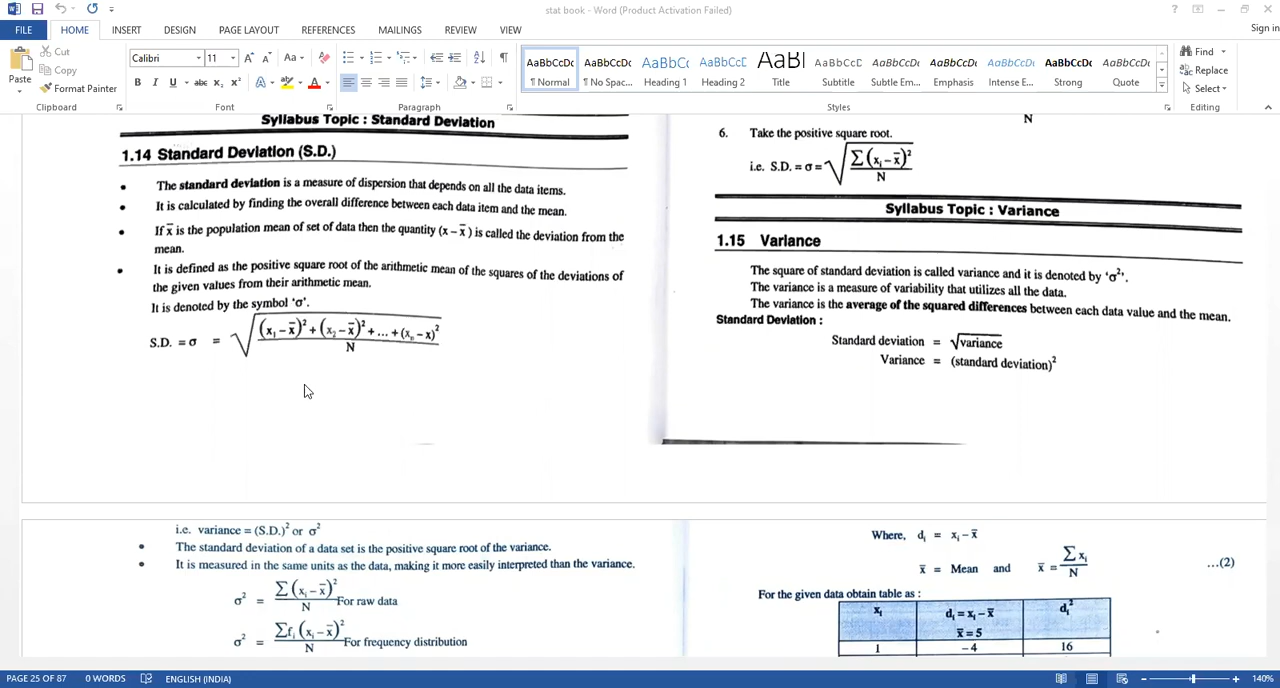 stat book - Word (Product Activation Failed)
FILE HOME INSERT DESIGN PAGE LAYOUT REFERENCES MAILINGS REVIEW VIEW Sign in
Paste
Cut
Copy
Format Painter
Clipboard
Calibri 11
Font
Paragraph
AaBbCcDc AaBbCcDc AaBbCc AaBbCcD AaBl AaBbCcD AaBbCcDt AaBbCcDt AaBbCcDt AaBbCcDc AaBbCcDt
¶ Normal ¶ No Spac... Heading 1 Heading 2 Title Subtitle Subtle Em... Emphasis Intense E... Strong Quote
Styles
Find
Replace
Select
Editing
Syllabus Topic : Standard Deviation
1.14 Standard Deviation (S.D.)
• The standard deviation is a measure of dispersion that depends on all the data items.
• It is calculated by finding the overall difference between each data item and the mean.
• If x̄ is the population mean of set of data then the quantity (x – x̄) is called the deviation from the
mean.
• It is defined as the positive square root of the arithmetic mean of the squares of the deviations of
the given values from their arithmetic mean.
It is denoted by the symbol ‘σ’.
S.D. = σ = √((x₁ – x̄)² + (x₂ – x̄)² + ... + (xₙ – x)² / N)
N
6. Take the positive square root.
i.e. S.D. = σ = √(∑(xᵢ – x̄)² / N)
Syllabus Topic : Variance
1.15 Variance
The square of standard deviation is called variance and it is denoted by ‘σ²’.
The variance is a measure of variability that utilizes all the data.
The variance is the average of the squared differences between each data value and the mean.
Standard Deviation :
Standard deviation = √variance
Variance = (standard deviation)²
i.e. variance = (S.D.)² or σ²
• The standard deviation of a data set is the positive square root of the variance.
• It is measured in the same units as the data, making it more easily interpreted than the variance.
σ² = ∑(xᵢ – x̄)² / N For raw data
σ² = ∑fᵢ (xᵢ – x̄)² / N For frequency distribution
Where, dᵢ = xᵢ – x̄
x̄ = Mean and x̄ = ∑xᵢ / N ...(2)
For the given data obtain table as :
xᵢ dᵢ = xᵢ – x̄ dᵢ²
x̄ = 5
1 – 4 16
PAGE 25 OF 87 0 WORDS ENGLISH (INDIA) 140%